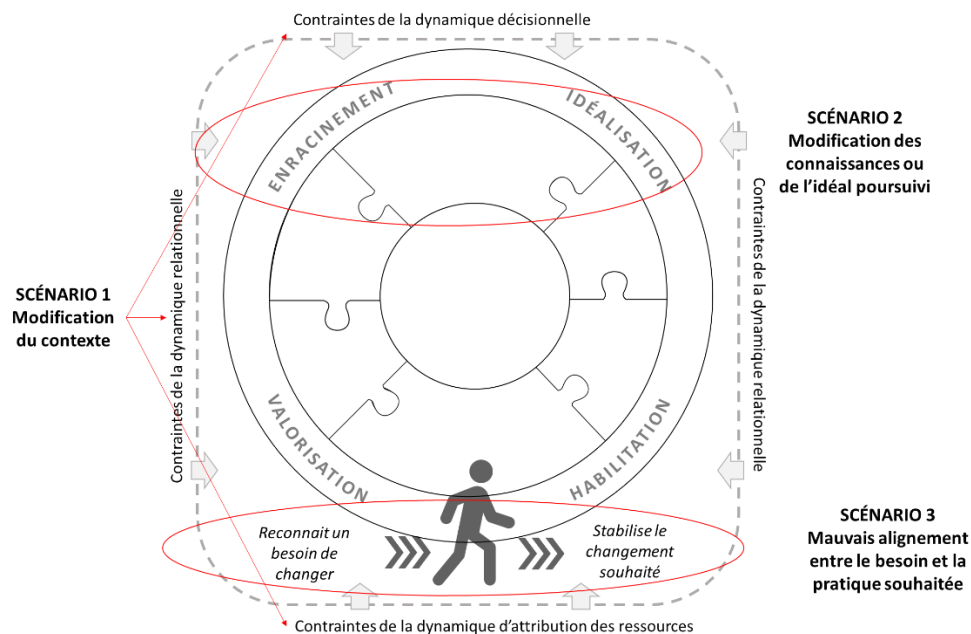 Contraintes de la dynamique décisionnelle
ENRACINEMENT
IDÉALISATION
SCÉNARIO 2
Modification des
connaissances ou
de l'idéal poursuivi
Contraintes de la dynamique relationnelle
Contraintes de la dynamique relationnelle
SCÉNARIO 1
Modification
du contexte
VALORISATION
HABILITATION
Reconnait un
besoin de
changer
Stabilise le
changement
souhaité
SCÉNARIO 3
Mauvais alignement
entre le besoin et la
pratique souhaitée
Contraintes de la dynamique d'attribution des ressources